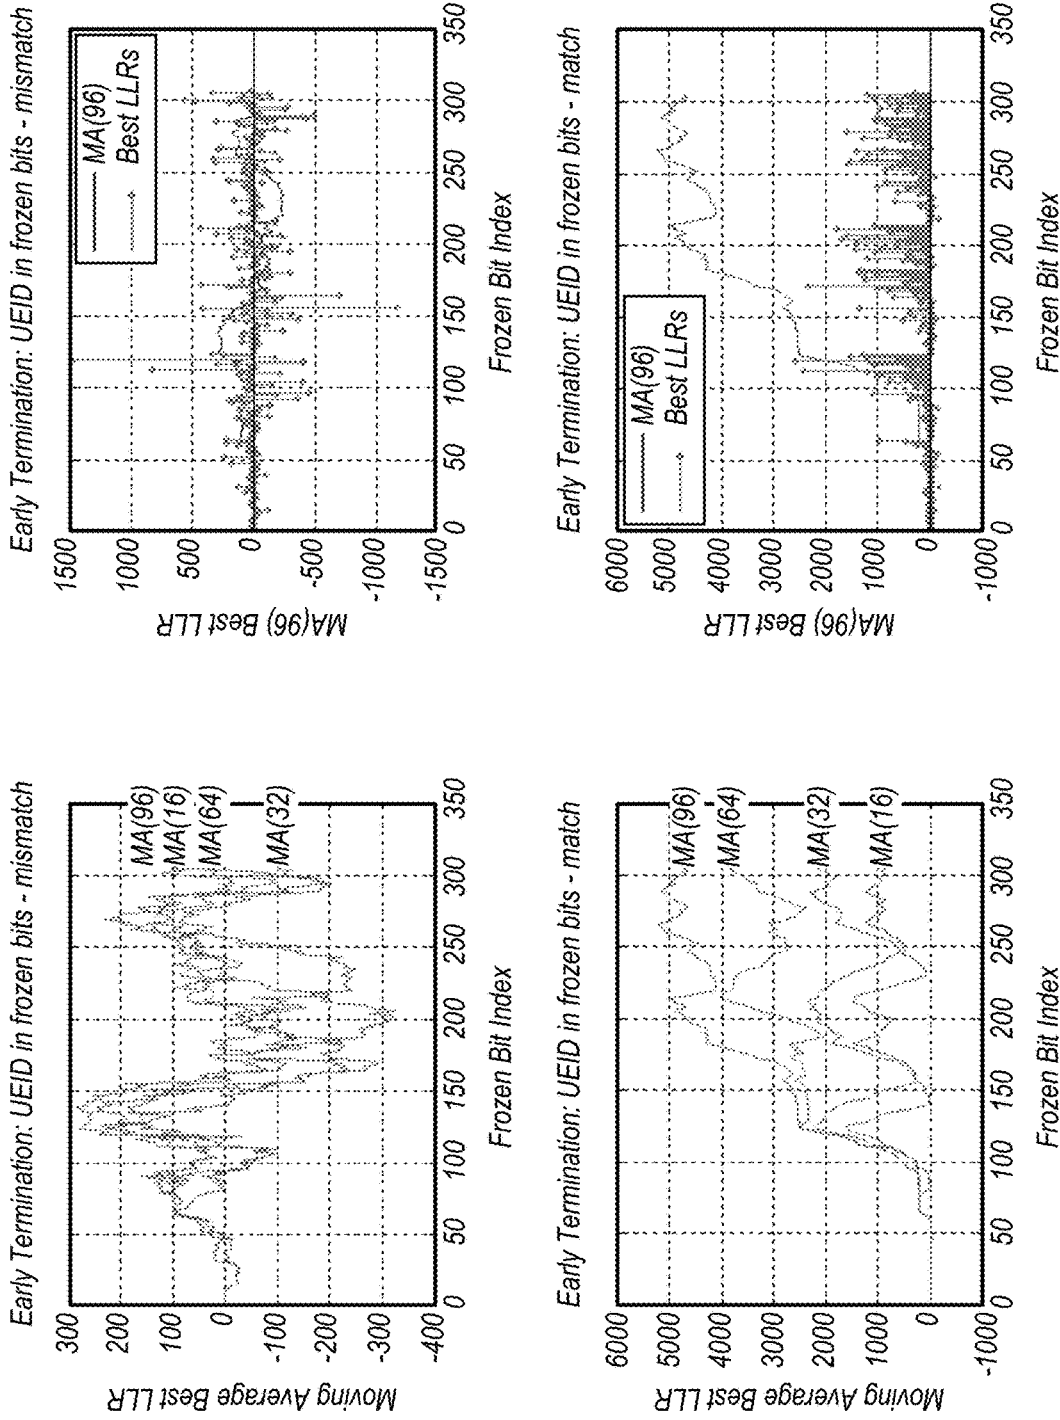 Early Termination: UEID in frozen bits - mismatch
Moving Average Best LLR
300
200
100
0
-100
-200
-300
-400
MA(96)
MA(16)
MA(64)
MA(32)
0 50 100 150 200 250 300 350
Frozen Bit Index
Early Termination: UEID in frozen bits - mismatch
MA(96) Best LLR
1500
1000
500
0
-500
-1000
-1500
MA(96)
Best LLRs
0 50 100 150 200 250 300 350
Frozen Bit Index
Early Termination: UEID in frozen bits - match
Moving Average Best LLR
6000
5000
4000
3000
2000
1000
0
-1000
MA(96)
MA(64)
MA(32)
MA(16)
0 50 100 150 200 250 300 350
Frozen Bit Index
Early Termination: UEID in frozen bits - match
MA(96) Best LLR
6000
5000
4000
3000
2000
1000
0
-1000
MA(96)
Best LLRs
0 50 100 150 200 250 300 350
Frozen Bit Index